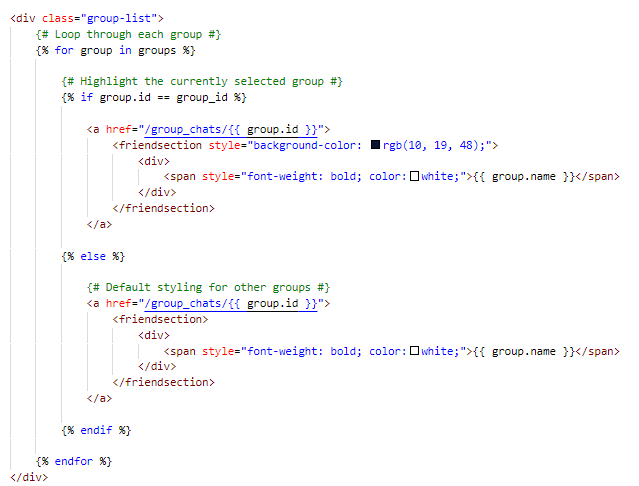 <div class="group-list">
{# Loop through each group #}
{% for group in groups %}
{# Highlight the currently selected group #}
{% if group.id == group_id %}
<a href="/group_chats/{{ group.id }}">
<friendsection style="background-color: rgb(10, 19, 48);">
<div>
<span style="font-weight: bold; color:white;">{{ group.name }}</span>
</div>
</friendsection>
</a>
{% else %}
{# Default styling for other groups #}
<a href="/group_chats/{{ group.id }}">
<friendsection>
<div>
<span style="font-weight: bold; color:white;">{{ group.name }}</span>
</div>
</friendsection>
</a>
{% endif %}
{% endfor %}
</div>